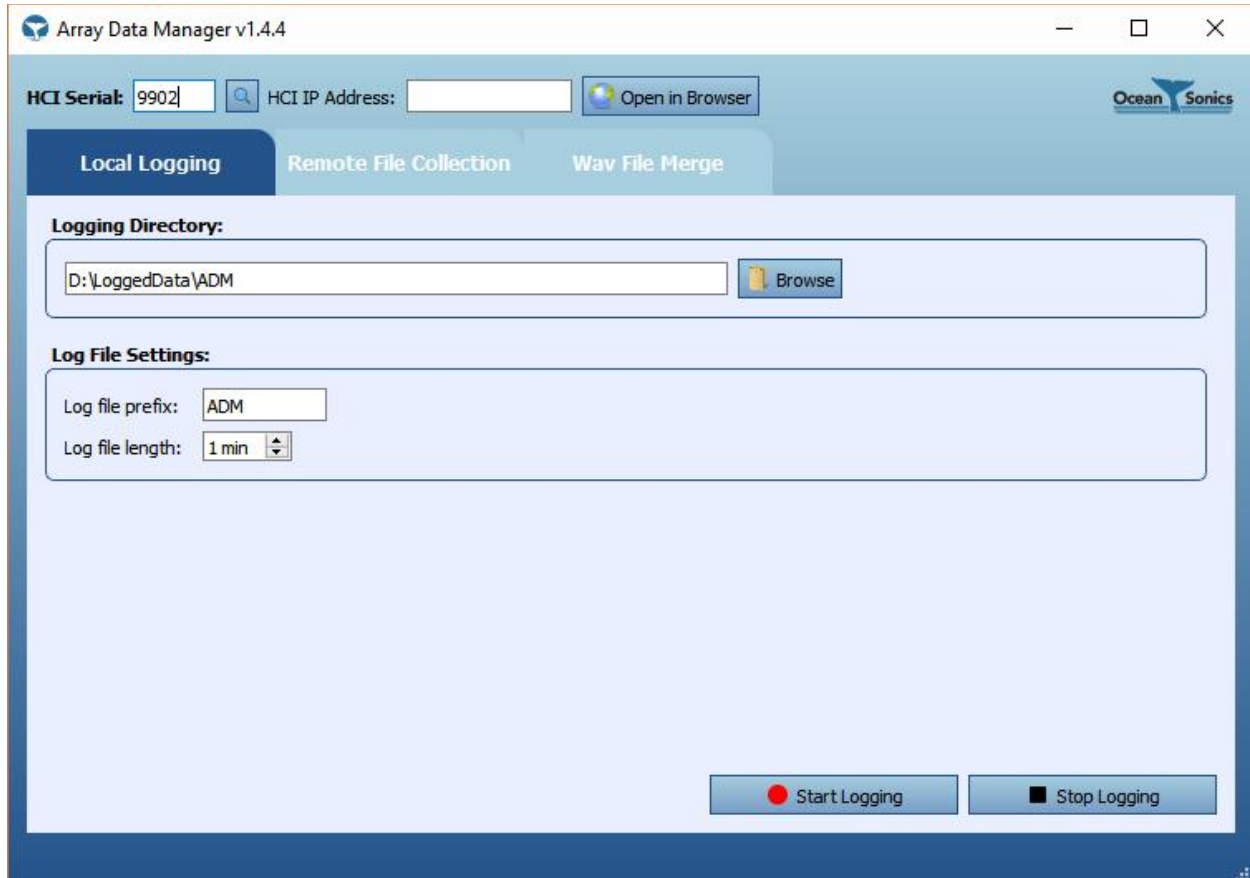 Array Data Manager v1.4.4
HCI Serial: 9902 HCI IP Address: Open in Browser
Ocean Sonics
Local Logging Remote File Collection Wav File Merge
Logging Directory:
D:\LoggedData\ADM Browse
Log File Settings:
Log file prefix: ADM
Log file length: 1 min
Start Logging Stop Logging